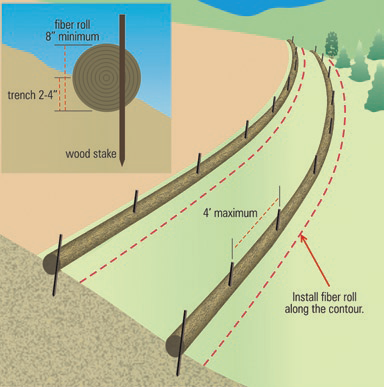 fiber roll
8” minimum
trench 2-4”
wood stake
4’ maximum
Install fiber roll
along the contour.